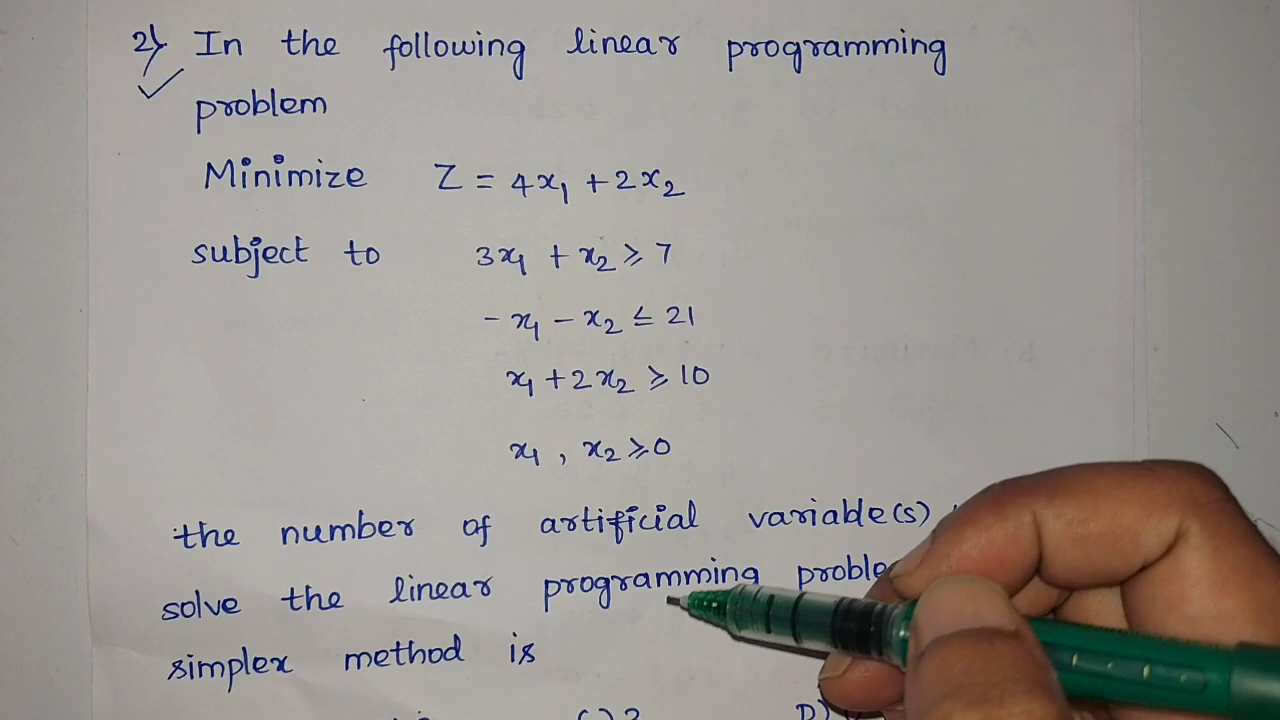 2) In the following linear programming
problem
Minimize Z = 4x₁ + 2x₂
subject to 3x₁ + x₂ ≥ 7
- x₁ - x₂ ≤ 21
x₁ + 2x₂ ≥ 10
x₁ , x₂ ≥ 0
the number of artificial variable(s)
solve the linear programming
simplex method is